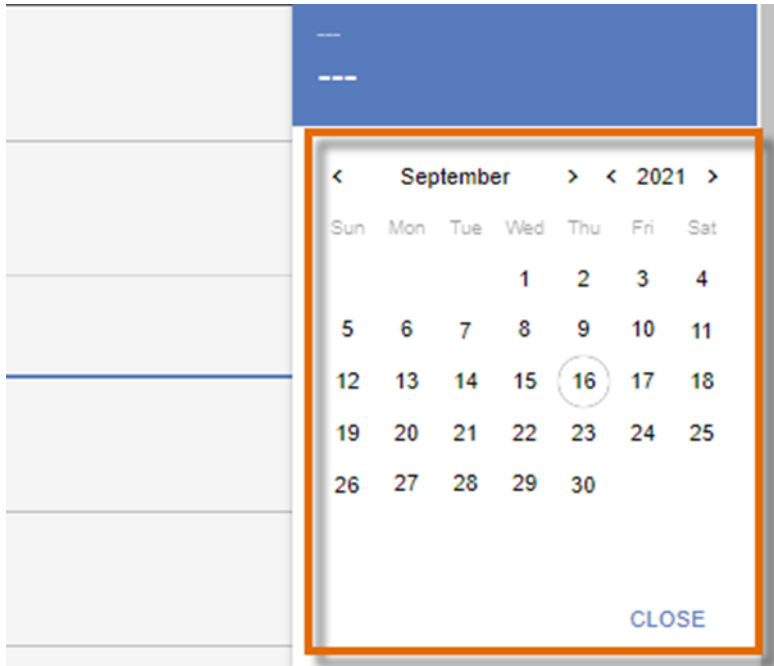 ---
---
< September > < 2021 >
Sun Mon Tue Wed Thu Fri Sat
1 2 3 4
5 6 7 8 9 10 11
12 13 14 15 16 17 18
19 20 21 22 23 24 25
26 27 28 29 30
CLOSE